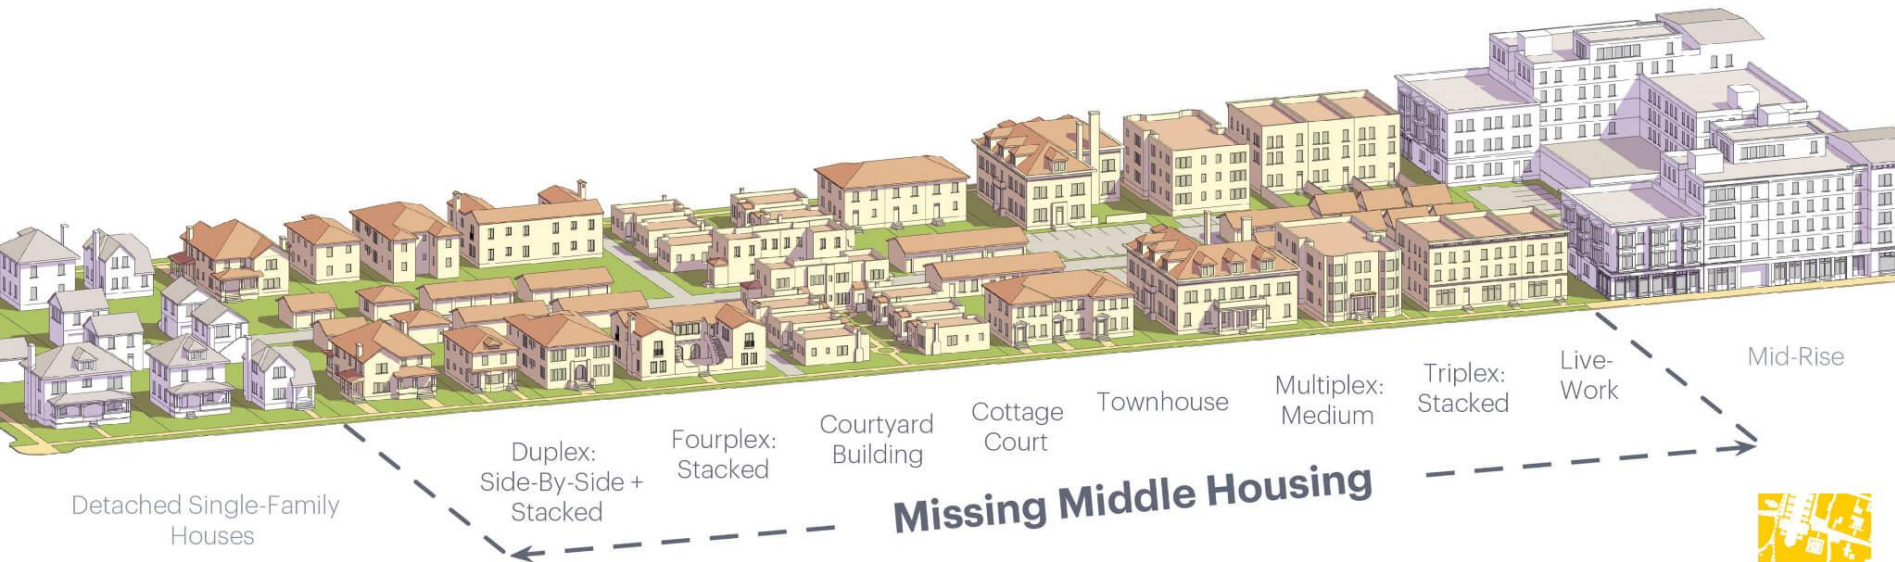 Detached Single-Family
Houses
Duplex:
Side-By-Side +
Stacked
Fourplex:
Stacked
Courtyard
Building
Cottage
Court
Townhouse
Multiplex:
Medium
Triplex:
Stacked
Live-
Work
Mid-Rise
Missing Middle Housing